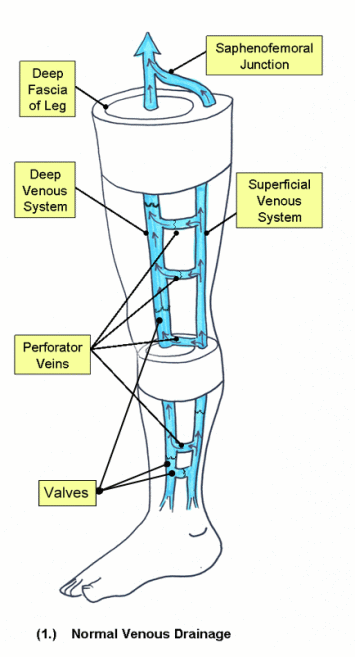 Saphenofemoral
Junction
Deep
Fascia
of Leg
Deep
Venous
System
Superficial
Venous
System
Perforator
Veins
Valves
(1.) Normal Venous Drainage